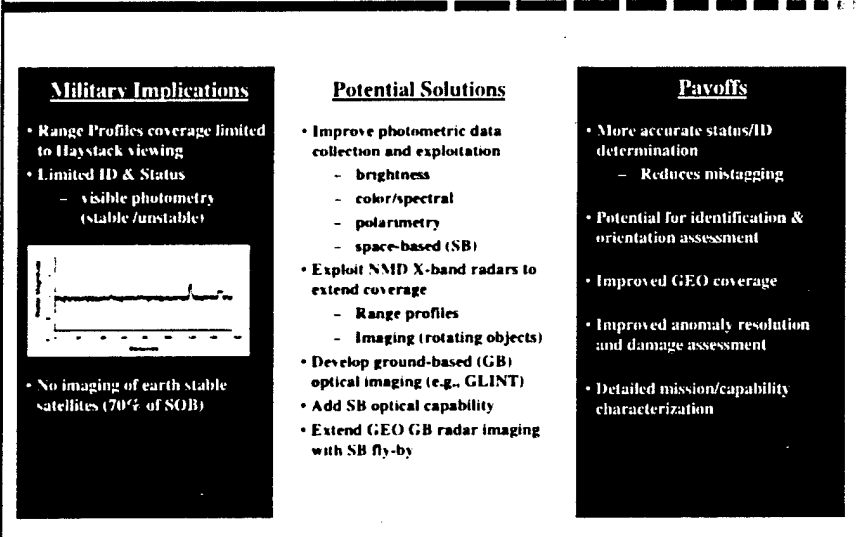 Military Implications
• Range Profiles coverage limited
to Haystack viewing
• Limited ID & Status
– visible photometry
(stable /unstable)
• No imaging of earth stable
satellites (70% of SOB)
Potential Solutions
• Improve photometric data
collection and exploitation
– brightness
– color/spectral
– polarimetry
– space-based (SB)
• Exploit NMD X-band radars to
extend coverage
– Range profiles
– Imaging (rotating objects)
• Develop ground-based (GB)
optical imaging (e.g., GLINT)
• Add SB optical capability
• Extend GEO GB radar imaging
with SB fly-by
Payoffs
• More accurate status/ID
determination
– Reduces mistagging
• Potential for identification &
orientation assessment
• Improved GEO coverage
• Improved anomaly resolution
and damage assessment
• Detailed mission/capability
characterization